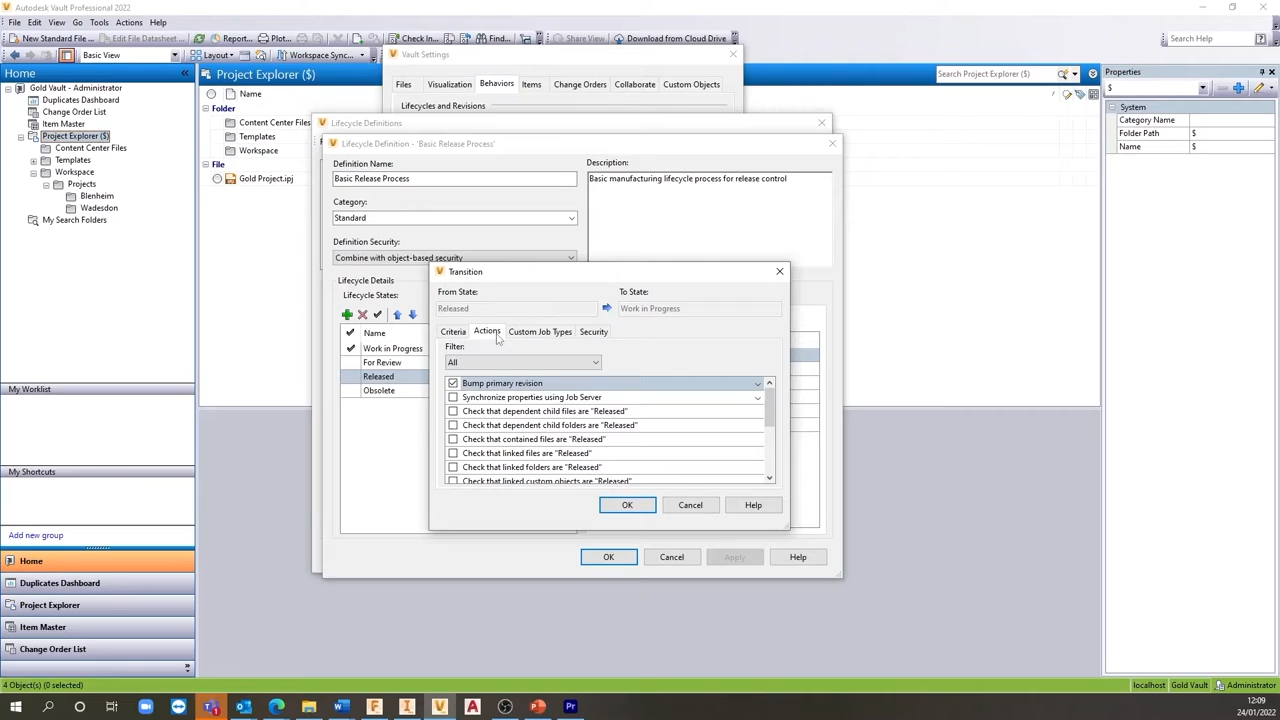 Autodesk Vault Professional 2022
File Edit View Go Tools Actions Help
New Standard File... Edit File Datasheet... Report... Plot... Check In... Find... Share View... Download from Cloud Drive Search Help
Basic View Layout Workspace Sync...
Home
Gold Vault - Administrator
Duplicates Dashboard
Change Order List
Item Master
Project Explorer ($)
Content Center Files
Templates
Workspace
Projects
Blenheim
Wadesdon
My Search Folders
My Worklist
My Shortcuts
Add new group
Home
Duplicates Dashboard
Project Explorer
Item Master
Change Order List
Project Explorer ($)
Search Project Explorer ($)
Name
Folder
Content Center Files
Templates
Workspace
File
Gold Project.ipj
Vault Settings
Files Visualization Behaviors Items Change Orders Collaborate Custom Objects
Lifecycles and Revisions
Lifecycle Definitions
Lifecycle Definition - 'Basic Release Process'
Definition Name:
Basic Release Process
Description:
Basic manufacturing lifecycle process for release control
Category:
Standard
Definition Security:
Combine with object-based security
Lifecycle Details
Lifecycle States:
Name
Work in Progress
For Review
Released
Obsolete
OK Cancel Apply Help
Transition
From State: To State:
Released Work in Progress
Criteria Actions Custom Job Types Security
Filter:
All
Bump primary revision
Synchronize properties using Job Server
Check that dependent child files are "Released"
Check that dependent child folders are "Released"
Check that contained files are "Released"
Check that linked files are "Released"
Check that linked folders are "Released"
Check that linked custom objects are "Released"
OK Cancel Help
Properties
$
System
Category Name
Folder Path $
Name $
4 Object(s) (0 selected)
localhost Gold Vault Administrator
12:09
24/01/2022